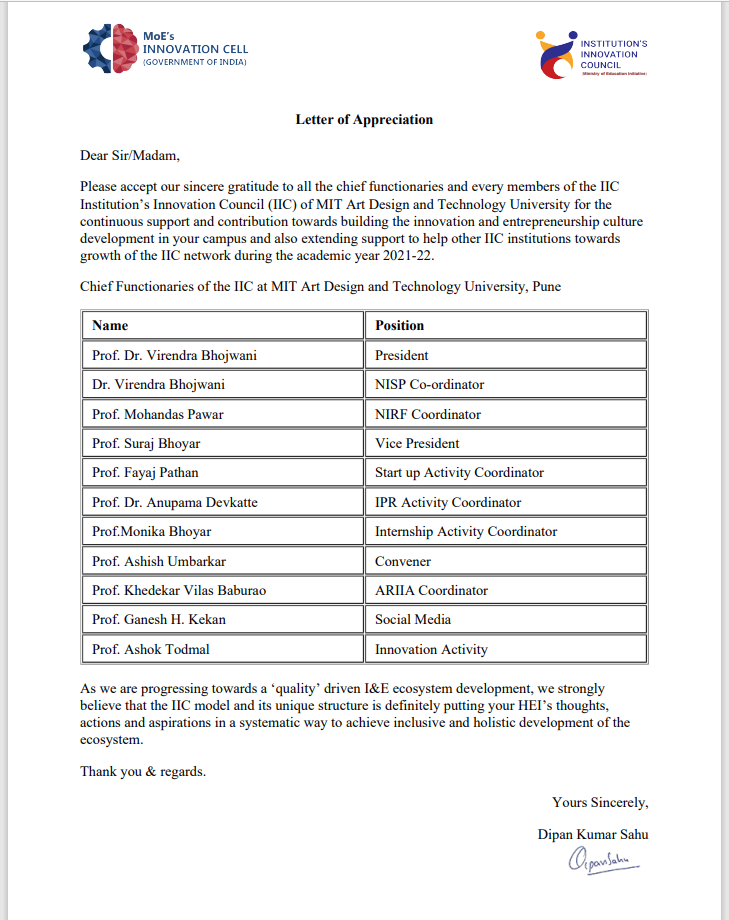 MoE's
INNOVATION CELL
(GOVERNMENT OF INDIA)
INSTITUTION'S
INNOVATION
COUNCIL
(Ministry of Education Initiative)
Letter of Appreciation
Dear Sir/Madam,
Please accept our sincere gratitude to all the chief functionaries and every members of the IIC
Institution's Innovation Council (IIC) of MIT Art Design and Technology University for the
continuous support and contribution towards building the innovation and entrepreneurship culture
development in your campus and also extending support to help other IIC institutions towards
growth of the IIC network during the academic year 2021-22.
Chief Functionaries of the IIC at MIT Art Design and Technology University, Pune
Name Position
Prof. Dr. Virendra Bhojwani President
Dr. Virendra Bhojwani NISP Co-ordinator
Prof. Mohandas Pawar NIRF Coordinator
Prof. Suraj Bhoyar Vice President
Prof. Fayaj Pathan Start up Activity Coordinator
Prof. Dr. Anupama Devkatte IPR Activity Coordinator
Prof.Monika Bhoyar Internship Activity Coordinator
Prof. Ashish Umbarkar Convener
Prof. Khedekar Vilas Baburao ARIIA Coordinator
Prof. Ganesh H. Kekan Social Media
Prof. Ashok Todmal Innovation Activity
As we are progressing towards a 'quality' driven I&E ecosystem development, we strongly
believe that the IIC model and its unique structure is definitely putting your HEI's thoughts,
actions and aspirations in a systematic way to achieve inclusive and holistic development of the
ecosystem.
Thank you & regards.
Yours Sincerely,
Dipan Kumar Sahu
DipanSahu